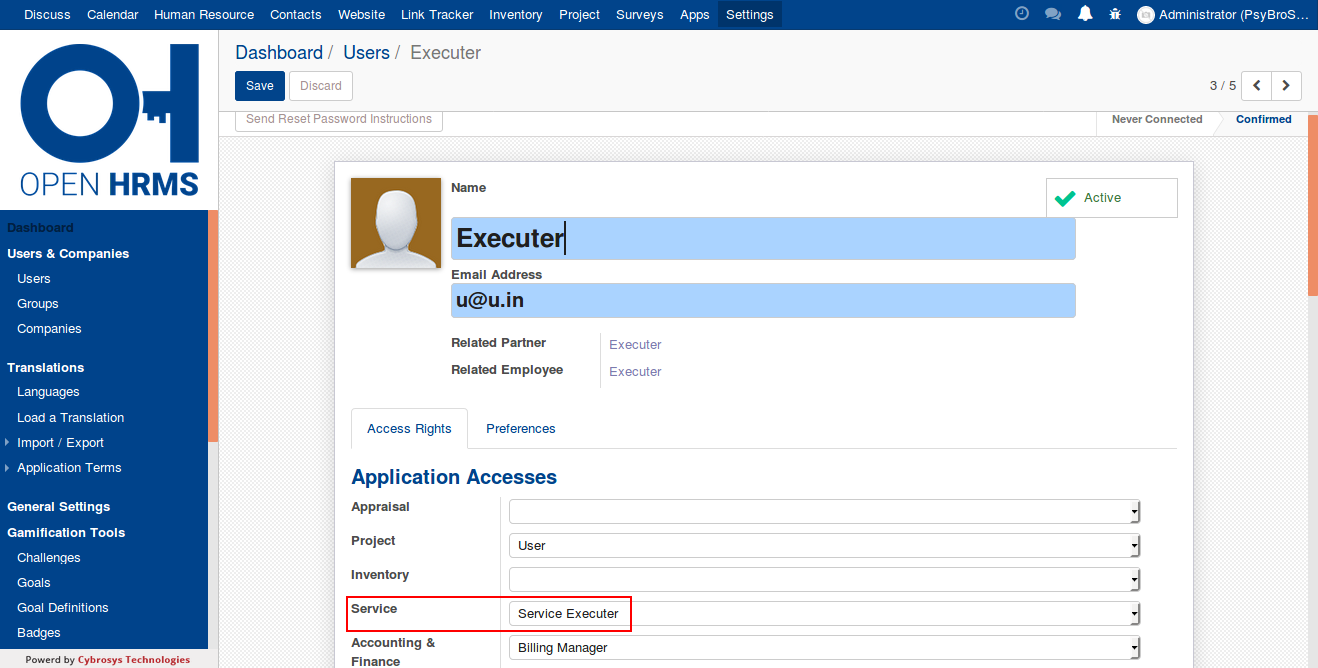 Discuss Calendar Human Resource Contacts Website Link Tracker Inventory Project Surveys Apps Settings Administrator (PsyBroS...
OPEN HRMS
Dashboard
Users & Companies
Users
Groups
Companies
Translations
Languages
Load a Translation
Import / Export
Application Terms
General Settings
Gamification Tools
Challenges
Goals
Goal Definitions
Badges
Powerd by Cybrosys Technologies
Dashboard / Users / Executer
Save Discard 3 / 5
Send Reset Password Instructions Never Connected Confirmed
Name
Active
Executer
Email Address
u@u.in
Related Partner Executer
Related Employee Executer
Access Rights Preferences
Application Accesses
Appraisal
Project User
Inventory
Service Service Executer
Accounting & Billing Manager
Finance